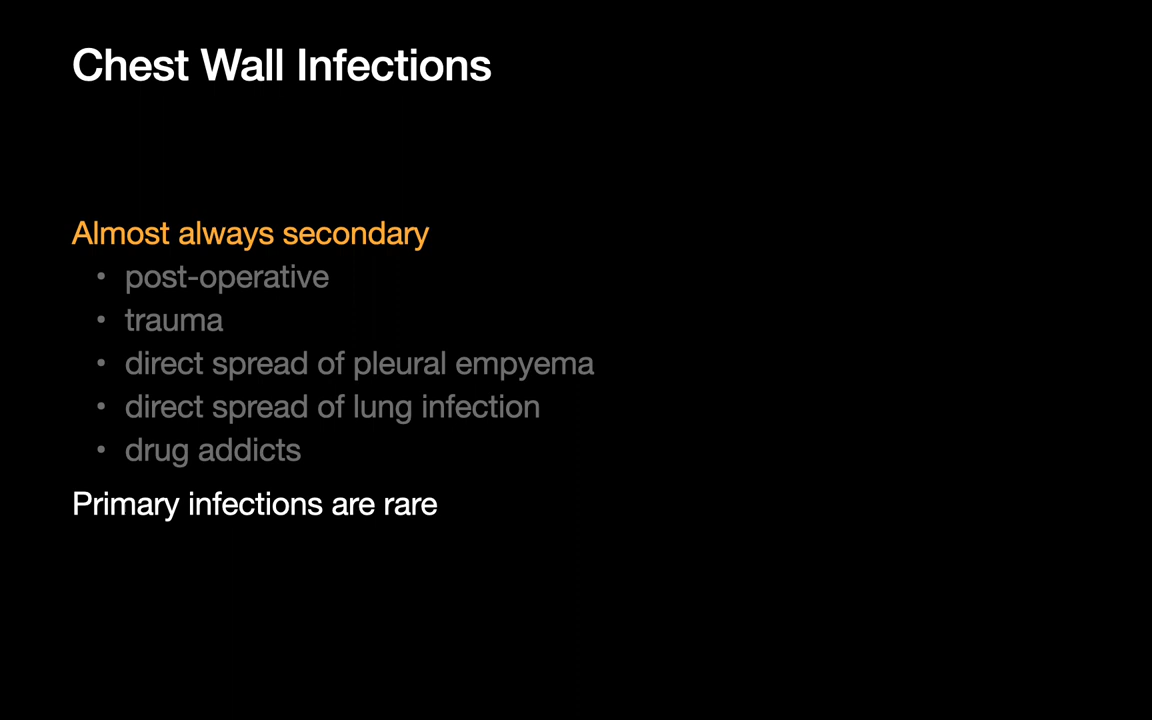 Chest Wall Infections
Almost always secondary
• post-operative
• trauma
• direct spread of pleural empyema
• direct spread of lung infection
• drug addicts
Primary infections are rare